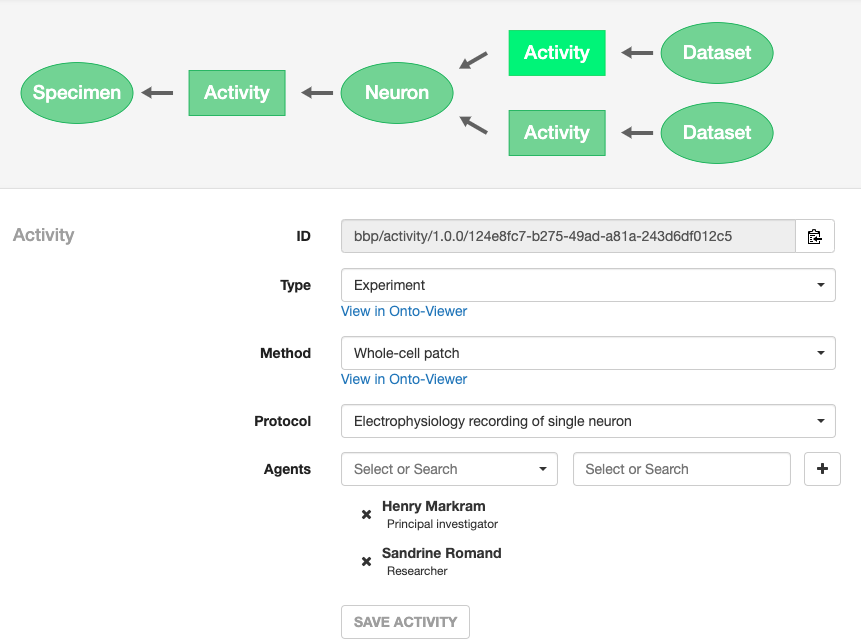 Activity
Dataset
Specimen
Activity
Neuron
Activity
Dataset
Activity
ID
bbp/activity/1.0.0/124e8fc7-b275-49ad-a81a-243d6df012c5
Type
Experiment
View in Onto-Viewer
Method
Whole-cell patch
View in Onto-Viewer
Protocol
Electrophysiology recording of single neuron
Agents
Select or Search
Select or Search
Henry Markram
Principal investigator
Sandrine Romand
Researcher
SAVE ACTIVITY